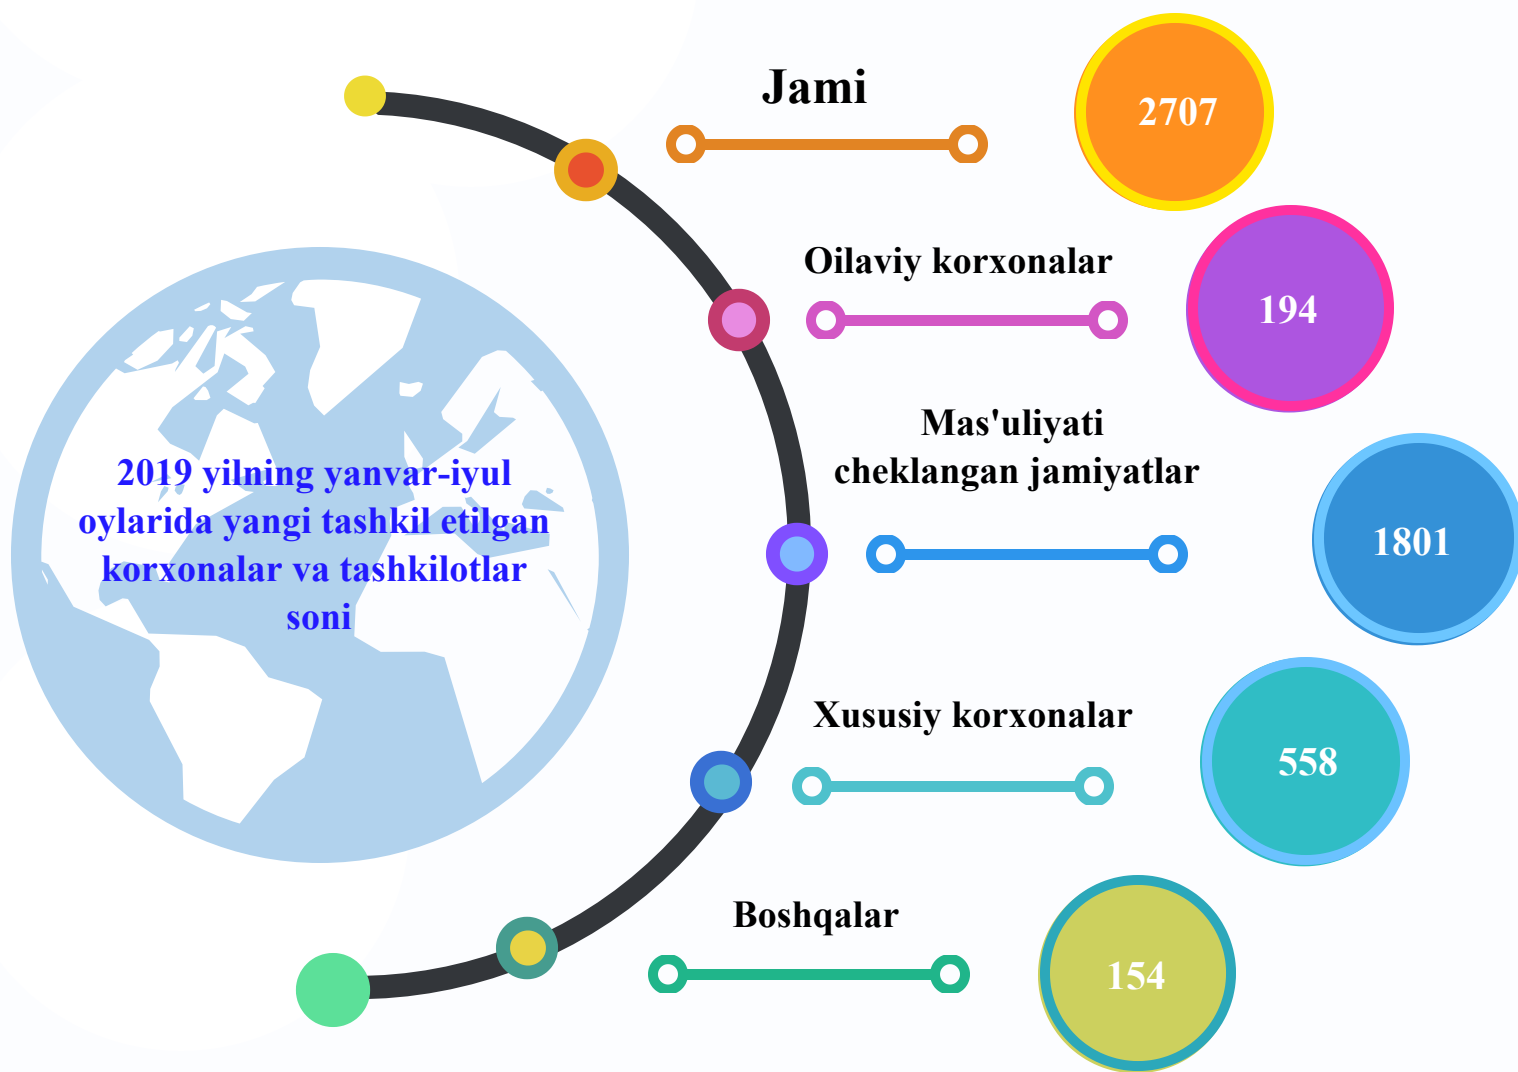 2019 yilning yanvar-iyul
oylarida yangi tashkil etilgan
korxonalar va tashkilotlar
soni
Jami
2707
Oilaviy korxonalar
194
Mas'uliyati
cheklangan jamiyatlar
1801
Xususiy korxonalar
558
Boshqalar
154